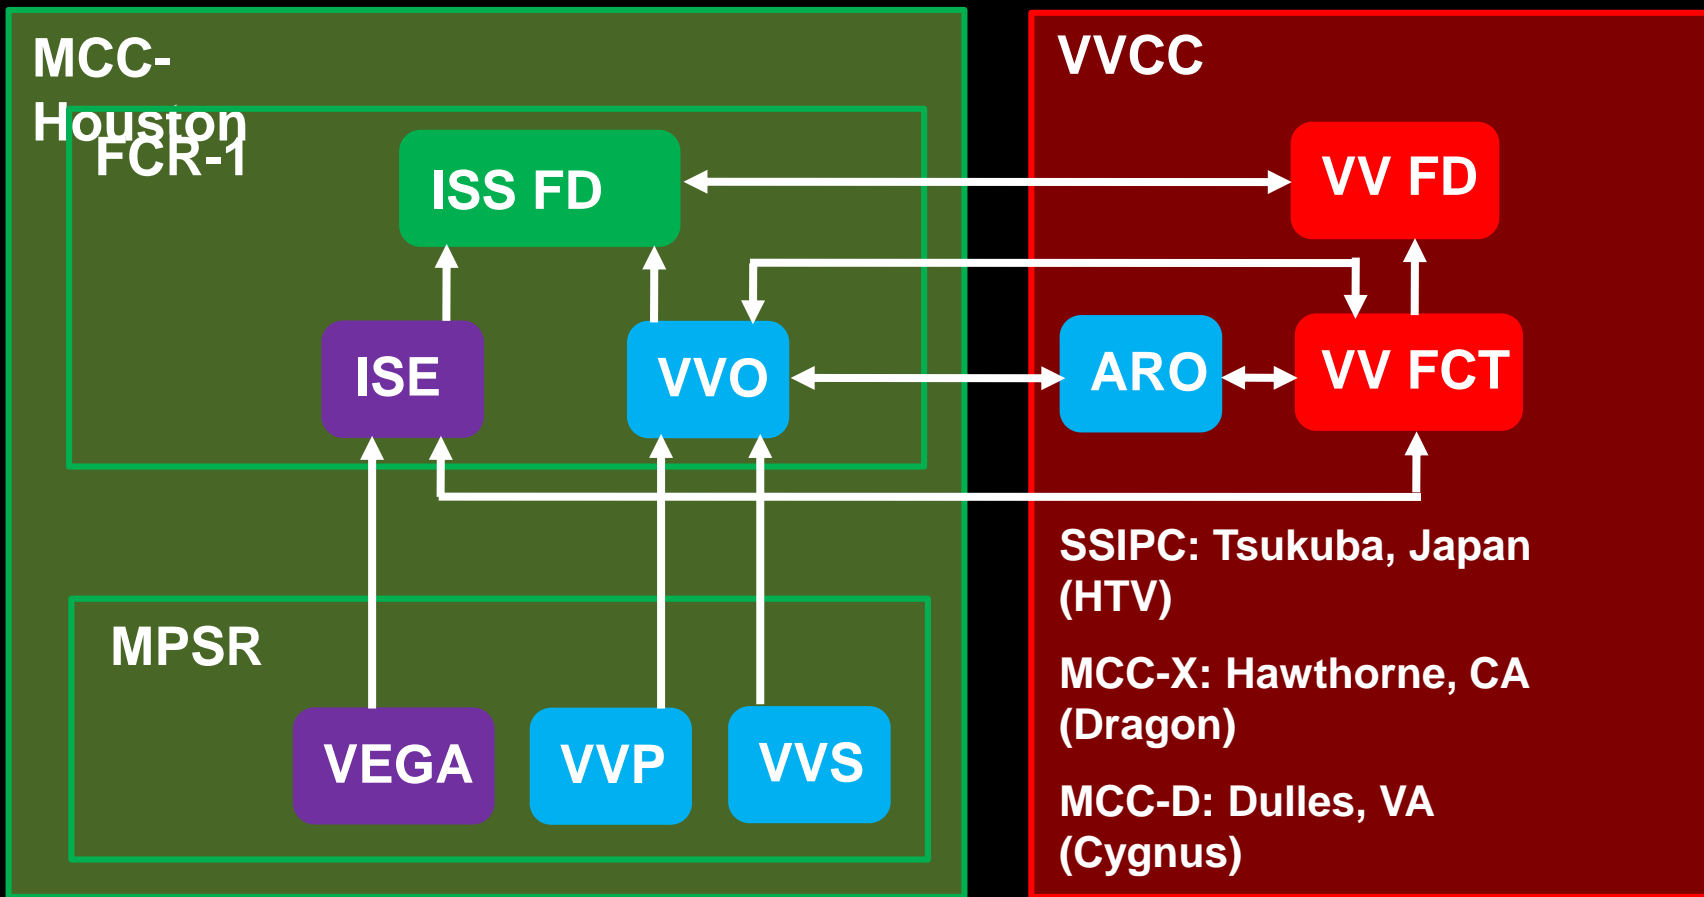 MCC-
Houston
FCR-1
ISS FD
ISE
VVO
MPSR
VEGA
VVP
VVS
VVCC
VV FD
ARO
VV FCT
SSIPC: Tsukuba, Japan
(HTV)
MCC-X: Hawthorne, CA
(Dragon)
MCC-D: Dulles, VA
(Cygnus)